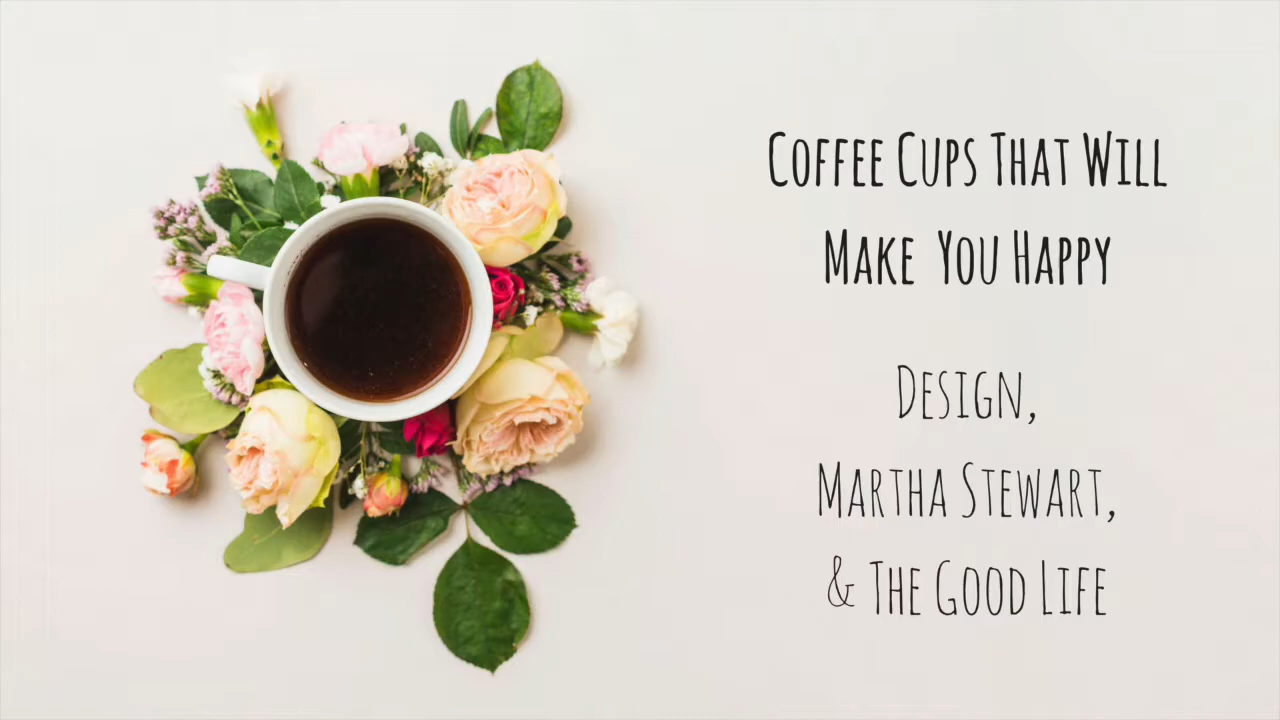 Coffee Cups That Will
Make You Happy
Design,
Martha Stewart,
& The Good Life